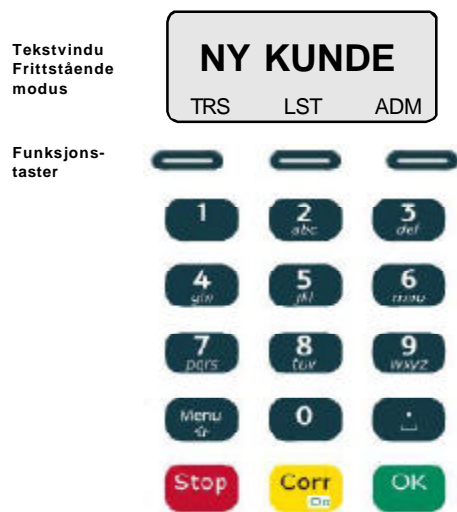 Tekstvindu
Frittstående
modus
NY KUNDE
TRS LST ADM
Funksjons-
taster
1 2 3
abc def
4 5 6
ghi jkl mno
7 8 9
pqrs tuv wxyz
Menu 0 .
Stop Corr OK
On